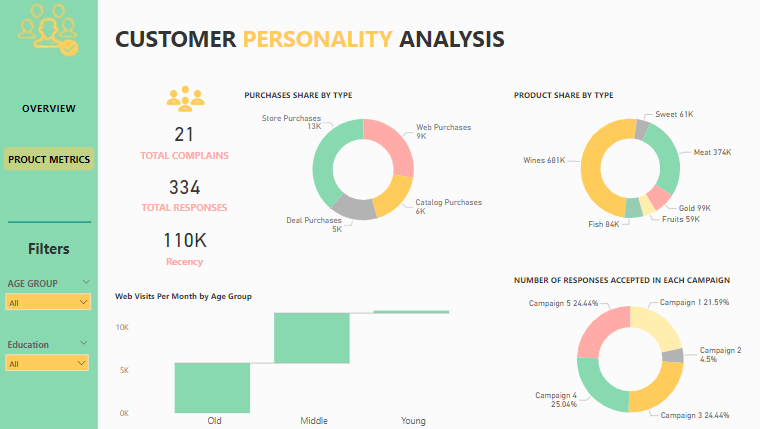 CUSTOMER PERSONALITY ANALYSIS
OVERVIEW
PROUCT METRICS
Filters
AGE GROUP
All
Education
All
21
TOTAL COMPLAINS
334
TOTAL RESPONSES
110K
Recency
PURCHASES SHARE BY TYPE
Store Purchases
13K
Web Purchases
9K
Catalog Purchases
6K
Deal Purchases
5K
PRODUCT SHARE BY TYPE
Sweet 61K
Meat 374K
Wines 681K
Gold 99K
Fruits 59K
Fish 84K
Web Visits Per Month by Age Group
10K
5K
0K
Old
Middle
Young
NUMBER OF RESPONSES ACCEPTED IN EACH CAMPAIGN
Campaign 5 24.44%
Campaign 1 21.59%
Campaign 2
4.5%
Campaign 4
25.04%
Campaign 3 24.44%